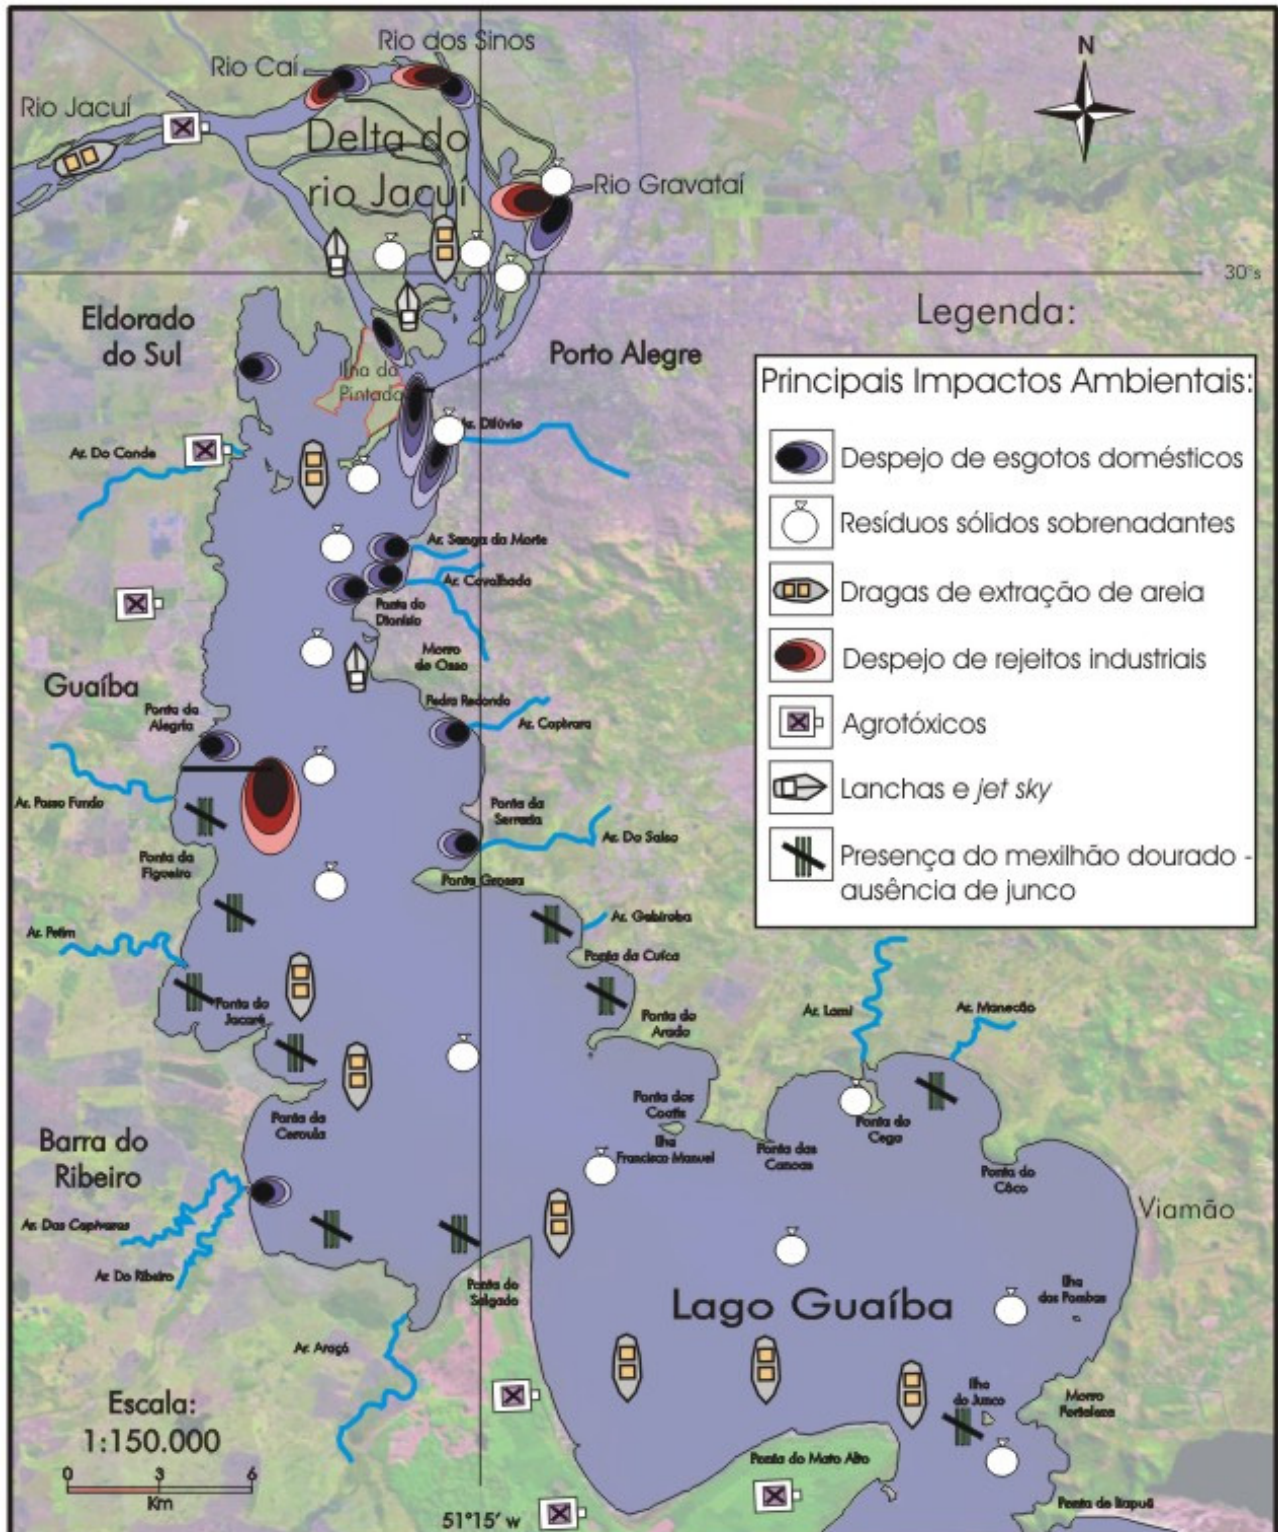 Rio dos Sinos
Rio Caí
Rio Jacuí
N
Delta do
rio Jacuí
Rio Gravataí
30°s
Eldorado
do Sul
Porto Alegre
Ilha da
Pintada
Ar. Dilúvio
Ar. Do Conde
Ar. Sanga da Morte
Ar. Cavalhada
Ponta do
Dionísio
Morro
do Osso
Guaíba
Ponta da
Alegria
Pedra Redonda
Ar. Capivara
Ar. Passo Fundo
Ponta da
Serraria
Ar. Do Salso
Ponta da
Figueira
Ponta Grossa
Ar. Petim
Ar. Gabiroba
Ponta da Cuíca
Ponta do
Jacaré
Ponta do
Arado
Ar. Lami
Ar. Manecão
Ponta da
Ceroula
Ponta dos
Coatis
Ilha
Francisco Manuel
Ponta das
Canoas
Ponta do
Cego
Ponta do
Côco
Barra do
Ribeiro
Ar. Das Capivaras
Ar. Do Ribeiro
Viamão
Ponta do
Salgado
Lago Guaíba
Ilha
das Pombas
Ar. Araçá
Ilha
do Junco
Morro
Fortaleza
Ponta do Mato Alto
Ponta de Itapuã
Escala:
1:150.000
0 3 6
Km
51°15' w
Legenda:
Principais Impactos Ambientais:
Despejo de esgotos domésticos
Resíduos sólidos sobrenadantes
Dragas de extração de areia
Despejo de rejeitos industriais
Agrotóxicos
Lanchas e jet sky
Presença do mexilhão dourado -
ausência de junco